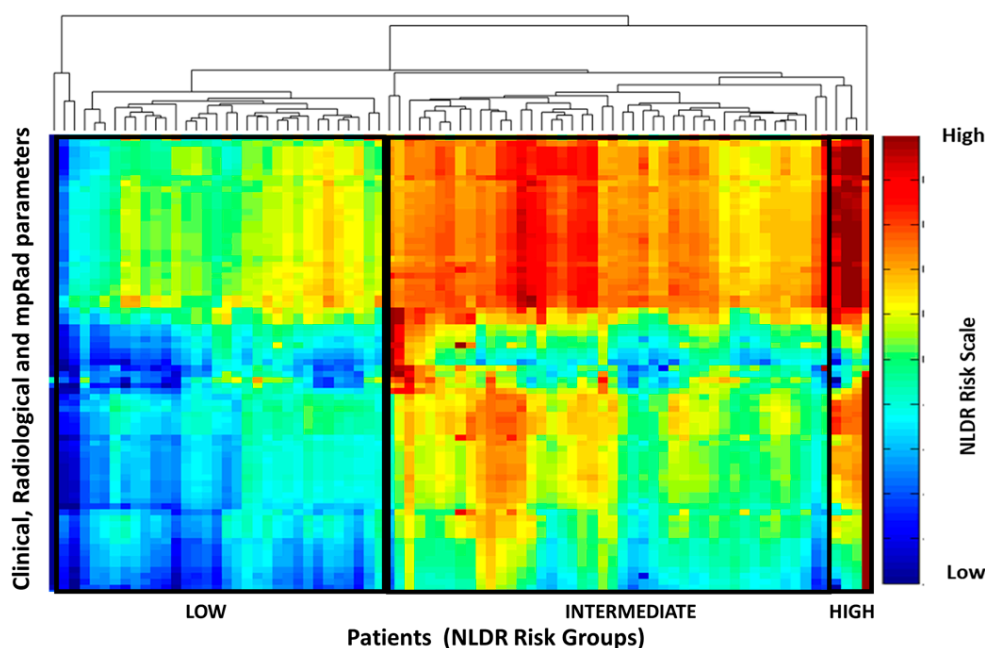 Clinical, Radiological and mpRad parameters
High
NLDR Risk Scale
Low
LOW
INTERMEDIATE
HIGH
Patients (NLDR Risk Groups)